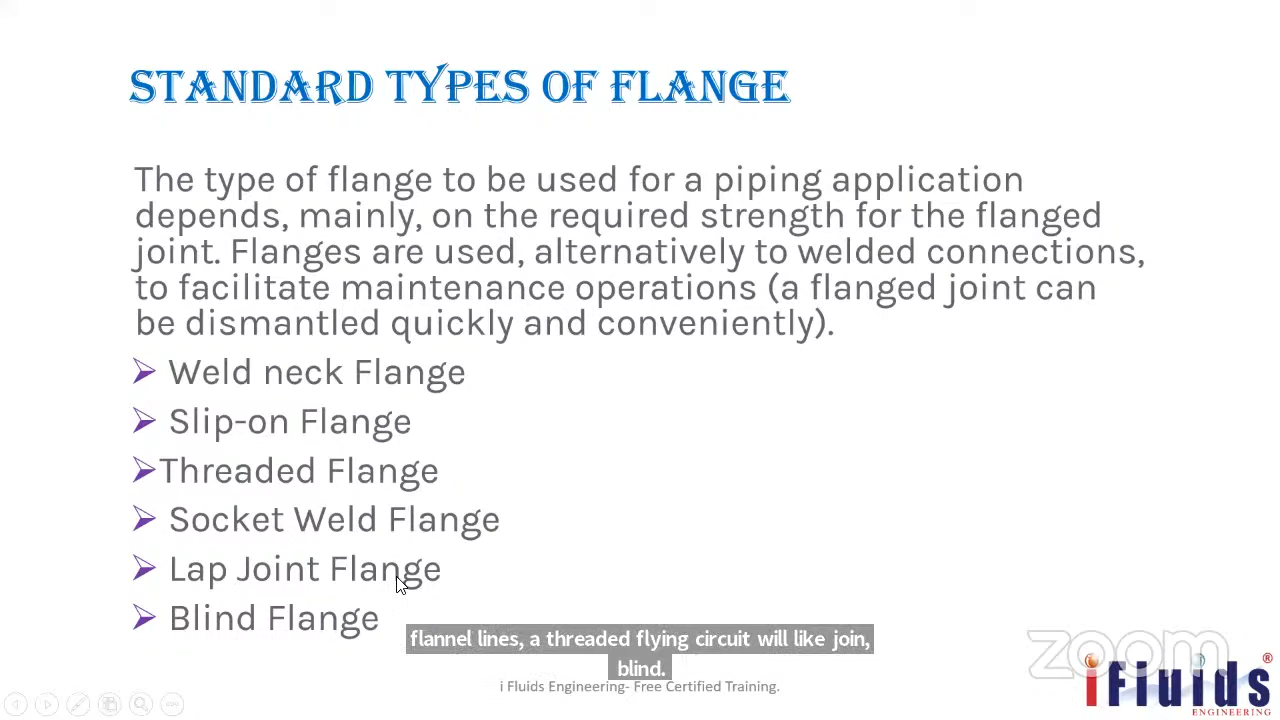 STANDARD TYPES OF FLANGE
The type of flange to be used for a piping application
depends, mainly, on the required strength for the flanged
joint. Flanges are used, alternatively to welded connections,
to facilitate maintenance operations (a flanged joint can
be dismantled quickly and conveniently).
Weld neck Flange
Slip-on Flange
Threaded Flange
Socket Weld Flange
Lap Joint Flange
Blind Flange
flannel lines, a threaded flying circuit will like join,
blind.
i Fluids Engineering- Free Certified Training.
zoom
iFluids®
ENGINEERING